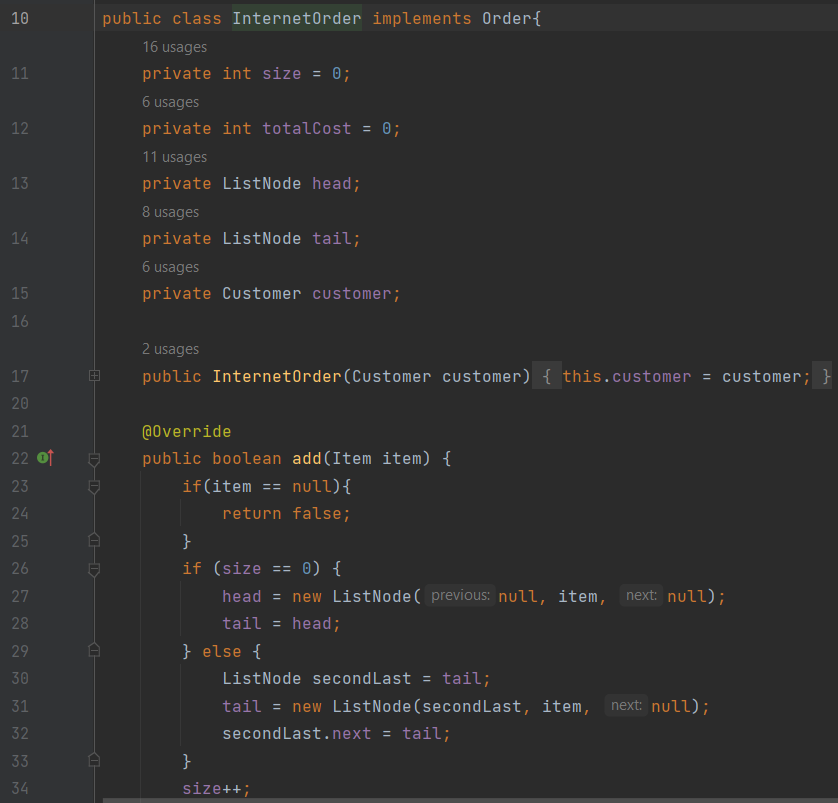 10 public class InternetOrder implements Order{
16 usages
11 private int size = 0;
6 usages
12 private int totalCost = 0;
11 usages
13 private ListNode head;
8 usages
14 private ListNode tail;
6 usages
15 private Customer customer;
16
2 usages
17 public InternetOrder(Customer customer) { this.customer = customer; }
20
21 @Override
22 public boolean add(Item item) {
23 if(item == null){
24 return false;
25 }
26 if (size == 0) {
27 head = new ListNode( previous: null, item, next: null);
28 tail = head;
29 } else {
30 ListNode secondLast = tail;
31 tail = new ListNode(secondLast, item, next: null);
32 secondLast.next = tail;
33 }
34 size++;